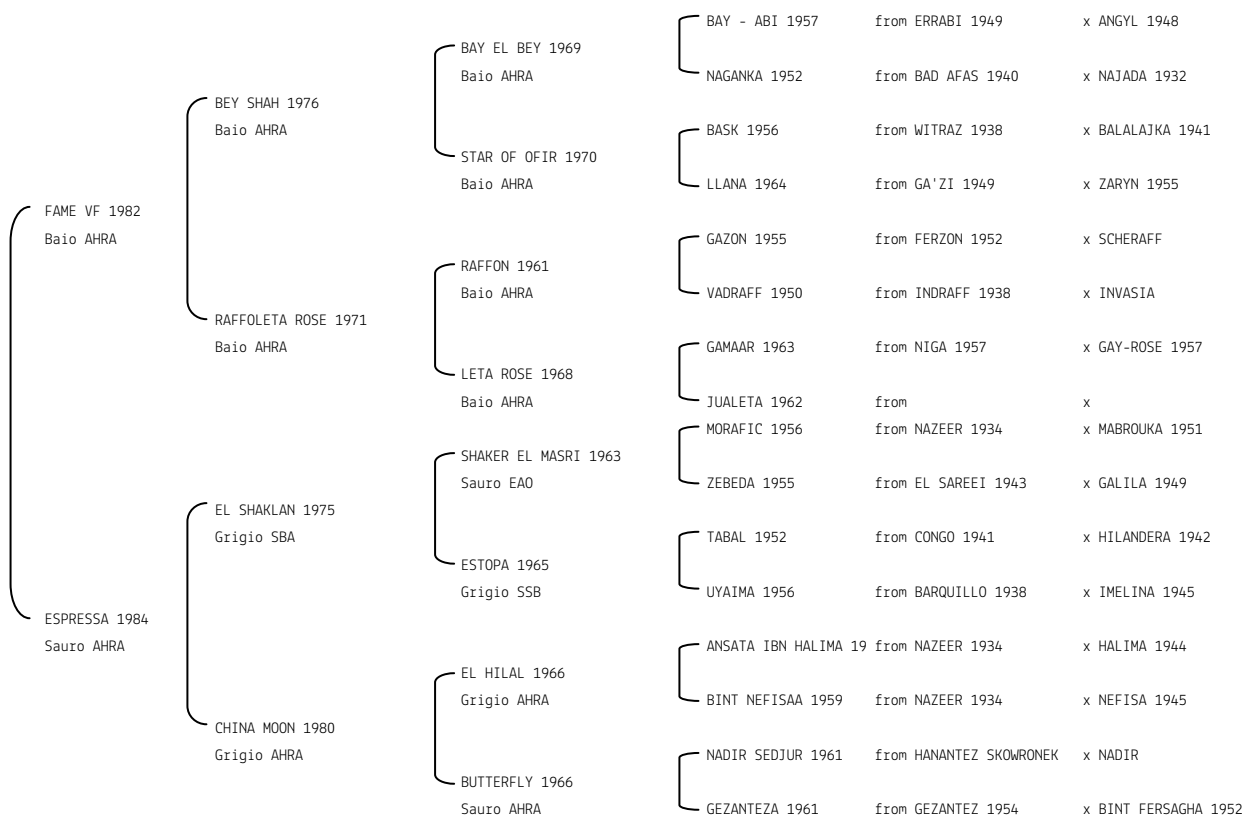 BAY - ABI 1957 from ERRABI 1949 x ANGYL 1948
BAY EL BEY 1969
Baio AHRA NAGANKA 1952 from BAD AFAS 1940 x NAJADA 1932
BEY SHAH 1976
Baio AHRA BASK 1956 from WITRAZ 1938 x BALALAJKA 1941
STAR OF OFIR 1970
Baio AHRA LLANA 1964 from GA'ZI 1949 x ZARYN 1955
FAME VF 1982
Baio AHRA GAZON 1955 from FERZON 1952 x SCHERAFF
RAFFON 1961
Baio AHRA VADRAFF 1950 from INDRAFF 1938 x INVASIA
RAFFOLETA ROSE 1971
Baio AHRA GAMAAR 1963 from NIGA 1957 x GAY-ROSE 1957
LETA ROSE 1968
Baio AHRA JUALETA 1962 from x
MORAFIC 1956 from NAZEER 1934 x MABROUKA 1951
SHAKER EL MASRI 1963
Sauro EAO ZEBEDA 1955 from EL SAREEI 1943 x GALILA 1949
EL SHAKLAN 1975
Grigio SBA TABAL 1952 from CONGO 1941 x HILANDERA 1942
ESTOPA 1965
Grigio SSB UYAIMA 1956 from BARQUILLO 1938 x IMELINA 1945
ESPRESSA 1984
Sauro AHRA ANSATA IBN HALIMA 19 from NAZEER 1934 x HALIMA 1944
EL HILAL 1966
Grigio AHRA BINT NEFISAA 1959 from NAZEER 1934 x NEFISA 1945
CHINA MOON 1980
Grigio AHRA NADIR SEDJUR 1961 from HANANTEZ SKOWRONEK x NADIR
BUTTERFLY 1966
Sauro AHRA GEZANTEZA 1961 from GEZANTEZ 1954 x BINT FERSAGHA 1952